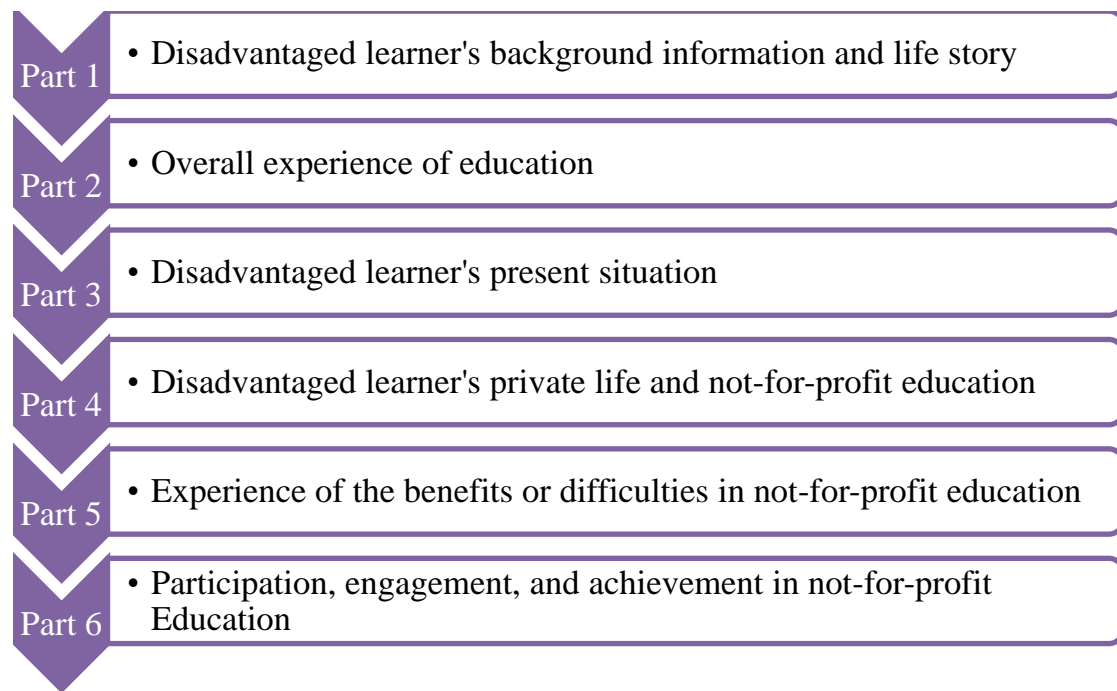 Part 1
• Disadvantaged learner's background information and life story
Part 2
• Overall experience of education
Part 3
• Disadvantaged learner's present situation
Part 4
• Disadvantaged learner's private life and not-for-profit education
Part 5
• Experience of the benefits or difficulties in not-for-profit education
Part 6
• Participation, engagement, and achievement in not-for-profit
Education